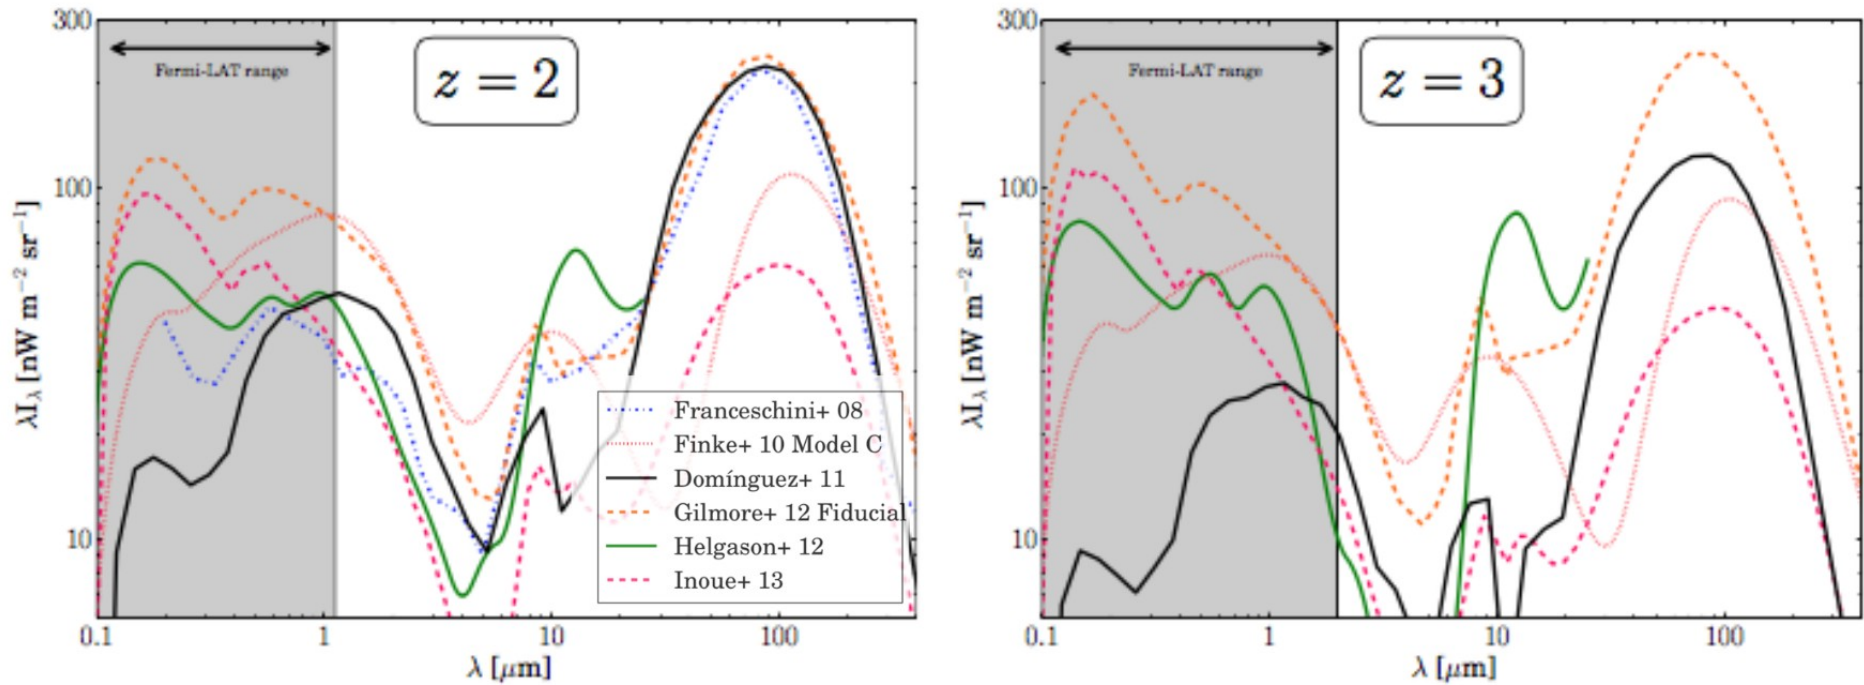 300
100
10
λI_λ [nW m⁻² sr⁻¹]
Fermi-LAT range
z = 2
Franceschini+ 08
Finke+ 10 Model C
Domínguez+ 11
Gilmore+ 12 Fiducial
Helgason+ 12
Inoue+ 13
0.1 1 10 100
λ [μm]
300
100
10
λI_λ [nW m⁻² sr⁻¹]
Fermi-LAT range
z = 3
0.1 1 10 100
λ [μm]